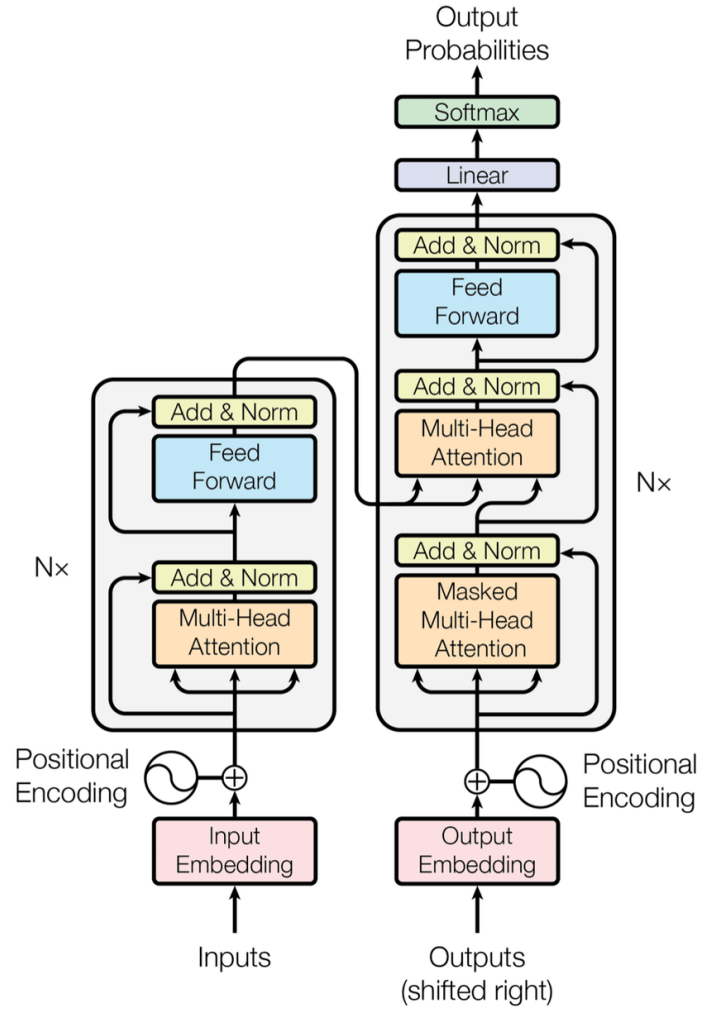 Output
Probabilities
Softmax
Linear
Add & Norm
Feed
Forward
Add & Norm
Multi-Head
Attention
Add & Norm
Masked
Multi-Head
Attention
N×
Add & Norm
Feed
Forward
Add & Norm
Multi-Head
Attention
N×
Positional
Encoding
Positional
Encoding
Input
Embedding
Output
Embedding
Inputs
Outputs
(shifted right)